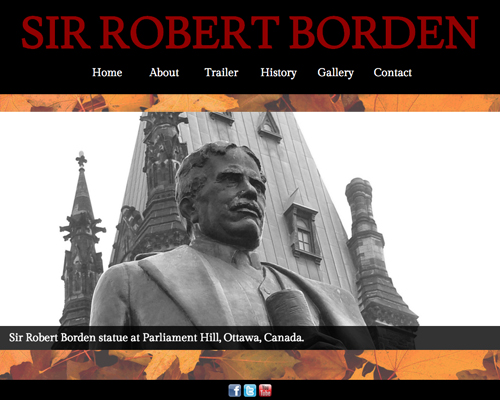 SIR ROBERT BORDEN
Home About Trailer History Gallery Contact
Sir Robert Borden statue at Parliament Hill, Ottawa, Canada.